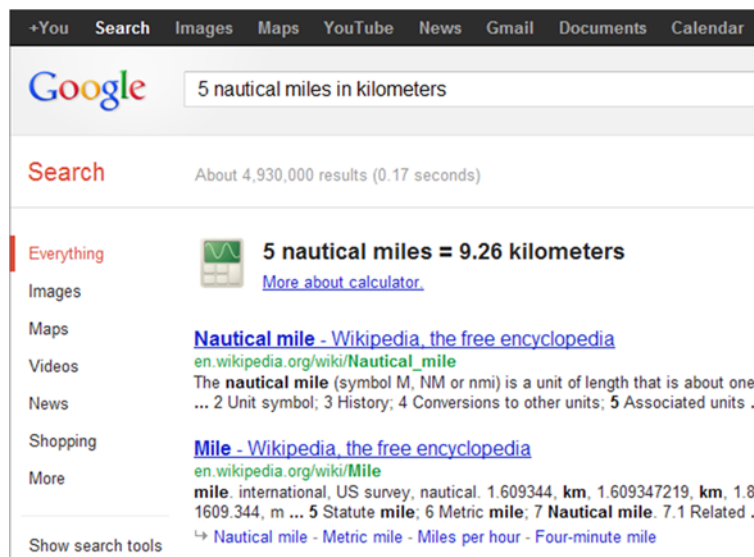 +You Search Images Maps YouTube News Gmail Documents Calendar
Google
5 nautical miles in kilometers
Search
About 4,930,000 results (0.17 seconds)
Everything
Images
Maps
Videos
News
Shopping
More
Show search tools
5 nautical miles = 9.26 kilometers
More about calculator.
Nautical mile - Wikipedia, the free encyclopedia
en.wikipedia.org/wiki/Nautical_mile
The nautical mile (symbol M, NM or nmi) is a unit of length that is about one
... 2 Unit symbol; 3 History; 4 Conversions to other units; 5 Associated units .
Mile - Wikipedia, the free encyclopedia
en.wikipedia.org/wiki/Mile
mile. international, US survey, nautical. 1.609344, km, 1.609347219, km, 1.8
1609.344, m ... 5 Statute mile; 6 Metric mile; 7 Nautical mile. 7.1 Related .
Nautical mile - Metric mile - Miles per hour - Four-minute mile